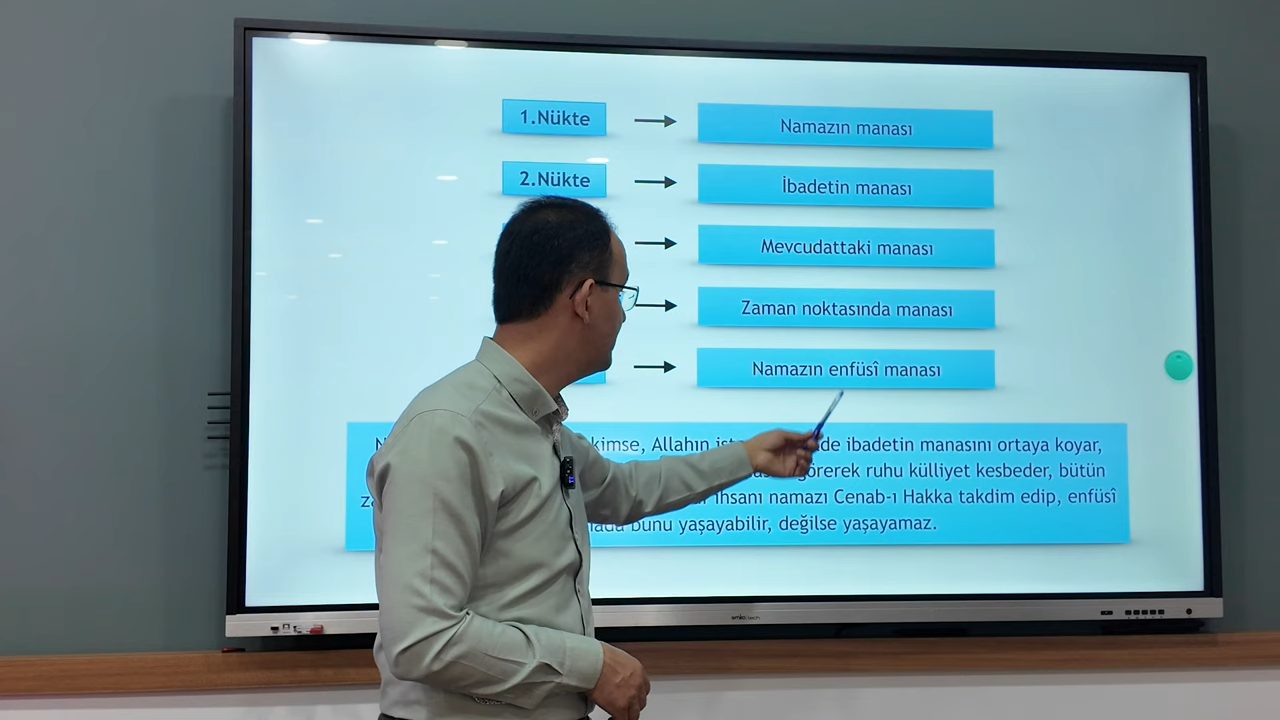 1.Nükte → Namazın manası
2.Nükte → İbadetin manası
→ Mevcudattaki manası
→ Zaman noktasında manası
→ Namazın enfüsî manası
kimse, Allahın de ibadetin manasını ortaya koyar,
görerek ruhu külliyet kesbeder, bütün
ihsanı namazı Cenab-ı Hakka takdim edip, enfüsî
bunu yaşayabilir, değilse yaşayamaz.